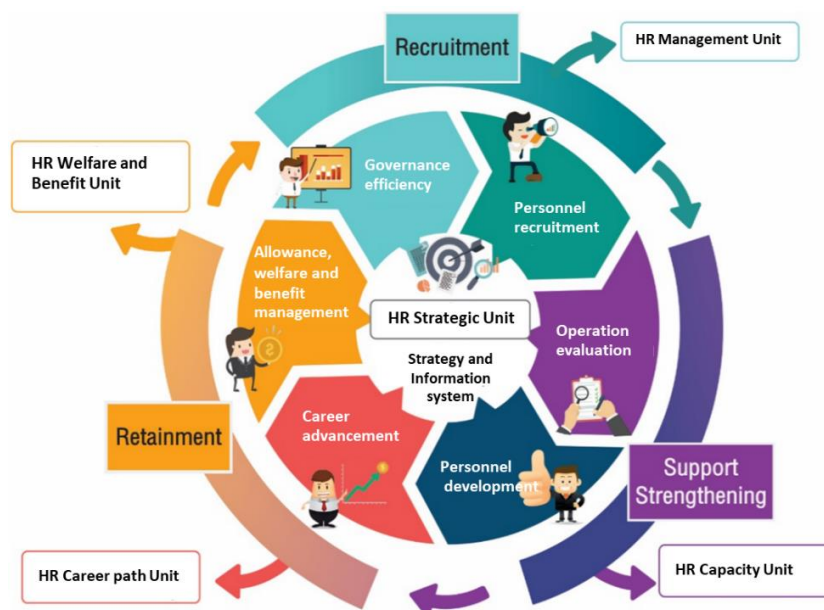 Recruitment
HR Management Unit
HR Welfare and
Benefit Unit
Governance
efficiency
Personnel
recruitment
Allowance,
welfare and
benefit
management
HR Strategic Unit
Strategy and
Information
system
Operation
evaluation
Career
advancement
Personnel
development
Retainment
Support
Strengthening
HR Career path Unit
HR Capacity Unit